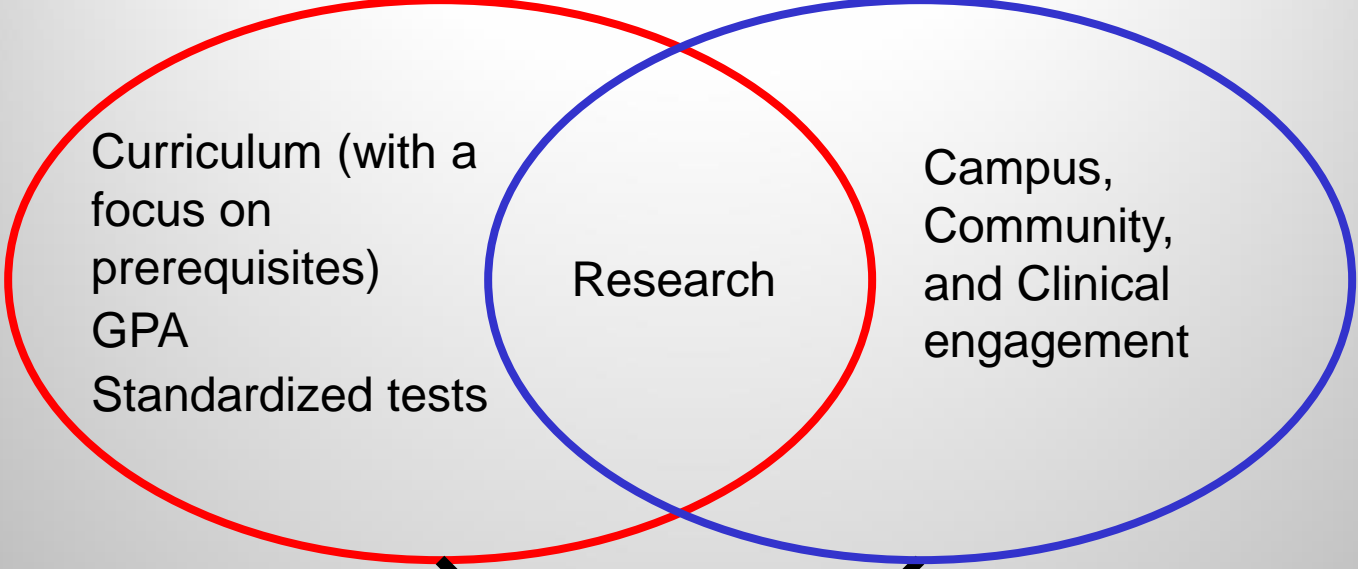 Curriculum (with a
focus on
prerequisites)
GPA
Standardized tests
Research
Campus,
Community,
and Clinical
engagement